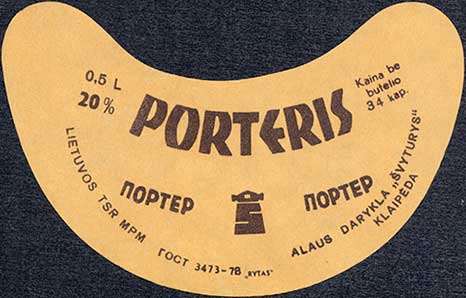 0,5 L
20%
PORTERIS
Kaina be
butelio
34 kap.
ПОРТЕР
ПОРТЕР
LIETUVOS TSR MPM
ГОСТ 3473-78 „RYTAS"
ALAUS DARYKLA „ŠVYTURYS"
KLAIPĖDA